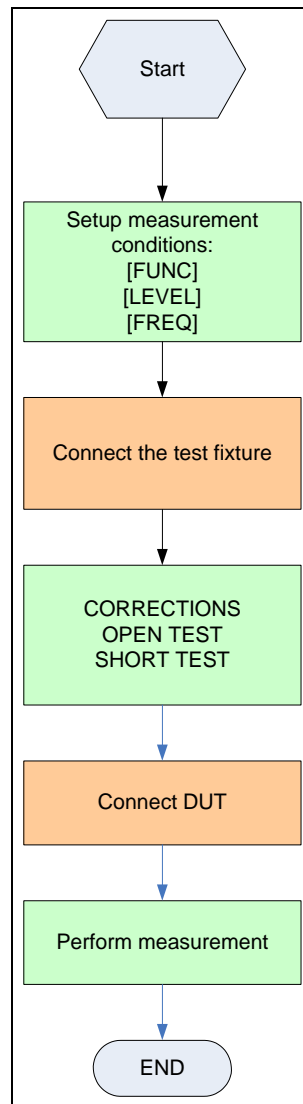 Start
Setup measurement
conditions:
[FUNC]
[LEVEL]
[FREQ]
Connect the test fixture
CORRECTIONS
OPEN TEST
SHORT TEST
Connect DUT
Perform measurement
END